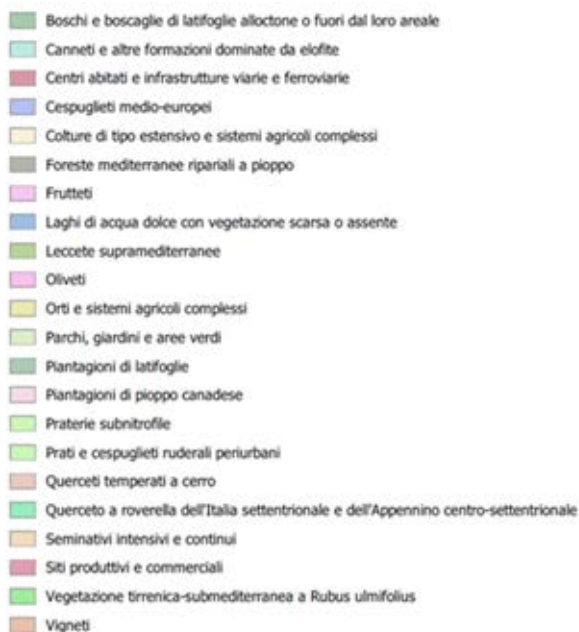 Boschi e boscaglie di latifoglie alloctone o fuori dal loro areale
Canneti e altre formazioni dominate da elofite
Centri abitati e infrastrutture viarie e ferroviarie
Cespuglieti medio-europei
Colture di tipo estensivo e sistemi agricoli complessi
Foreste mediterranee ripariali a pioppo
Frutteti
Laghi di acqua dolce con vegetazione scarsa o assente
Leccete supramediterranee
Oliveti
Orti e sistemi agricoli complessi
Parchi, giardini e aree verdi
Piantagioni di latifoglie
Piantagioni di pioppo canadese
Praterie subnitrofile
Prati e cespuglieti ruderali periurbani
Querceti temperati a cerro
Querceto a roverella dell'Italia settentrionale e dell'Appennino centro-settentrionale
Seminativi intensivi e continui
Siti produttivi e commerciali
Vegetazione tirrenica-submediterranea a Rubus ulmifolius
Vigneti